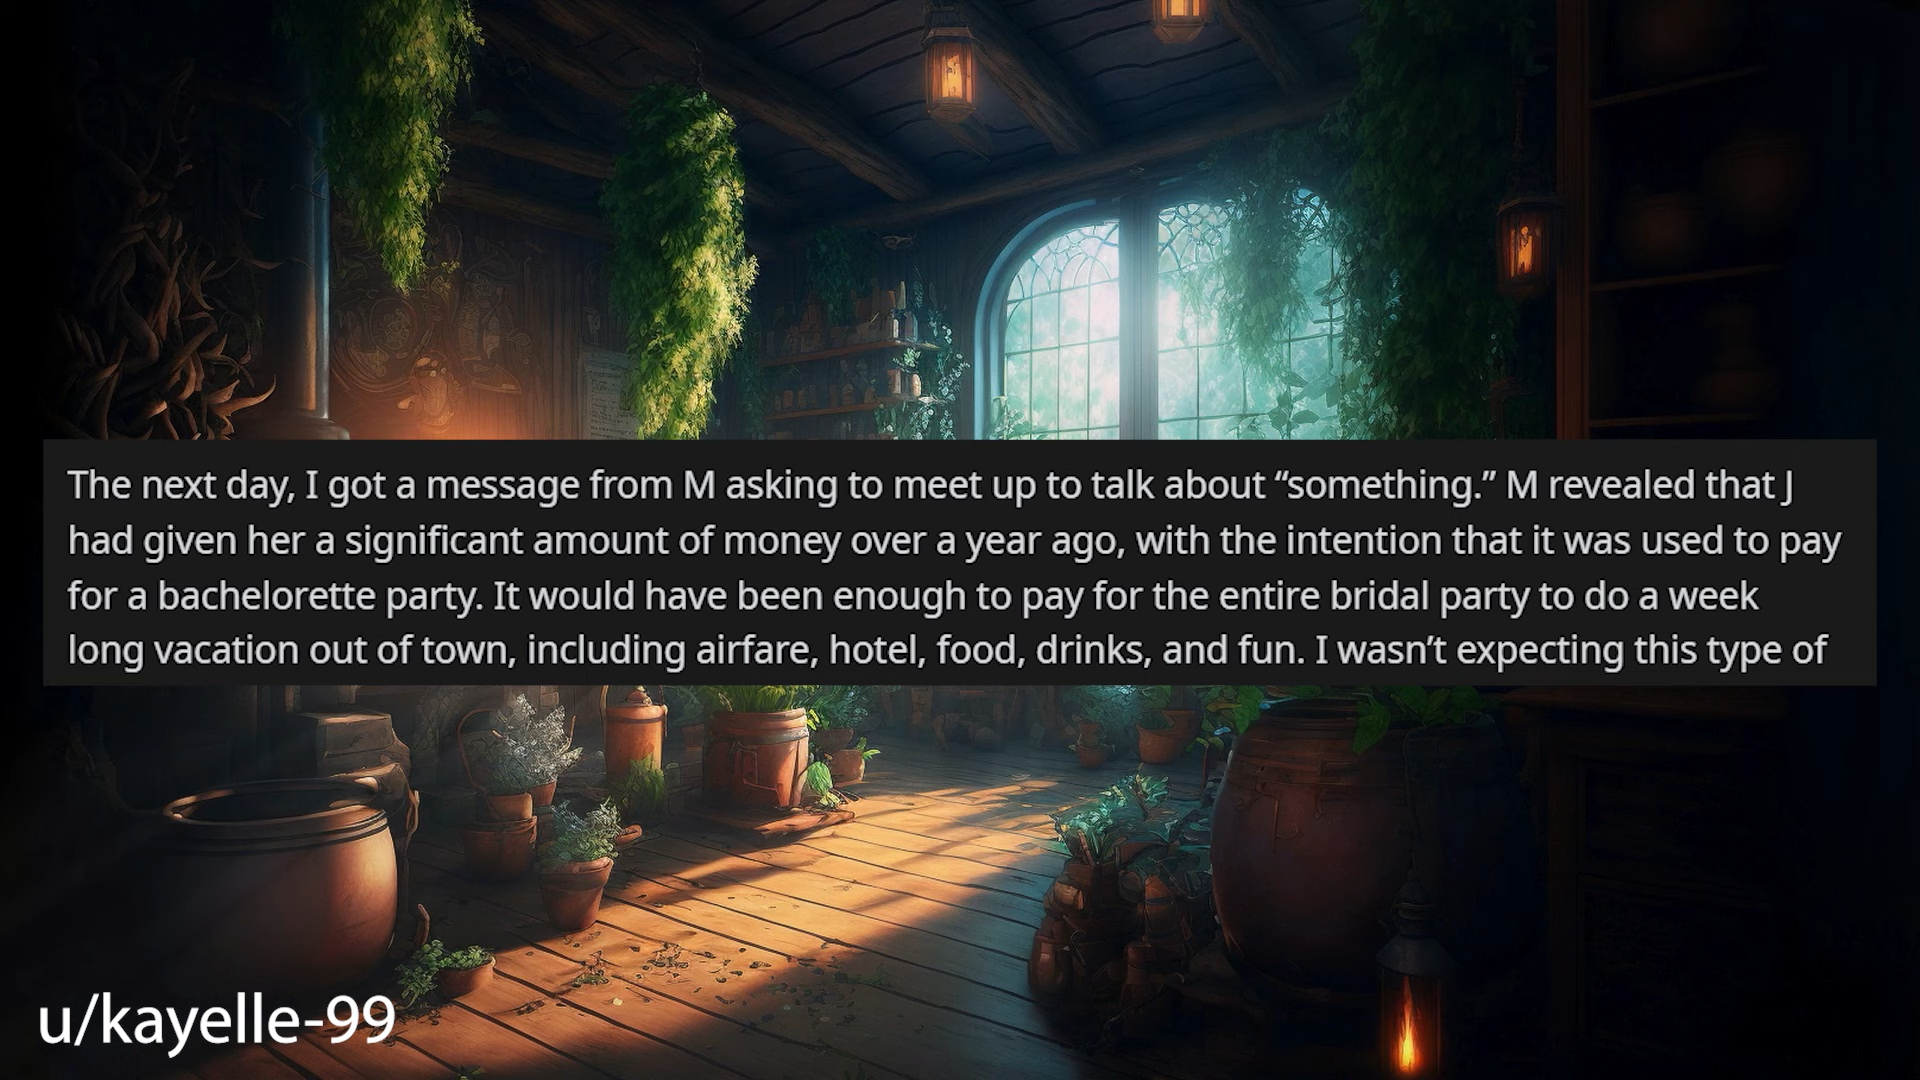 The next day, I got a message from M asking to meet up to talk about “something.” M revealed that J
had given her a significant amount of money over a year ago, with the intention that it was used to pay
for a bachelorette party. It would have been enough to pay for the entire bridal party to do a week
long vacation out of town, including airfare, hotel, food, drinks, and fun. I wasn’t expecting this type of
u/kayelle-99